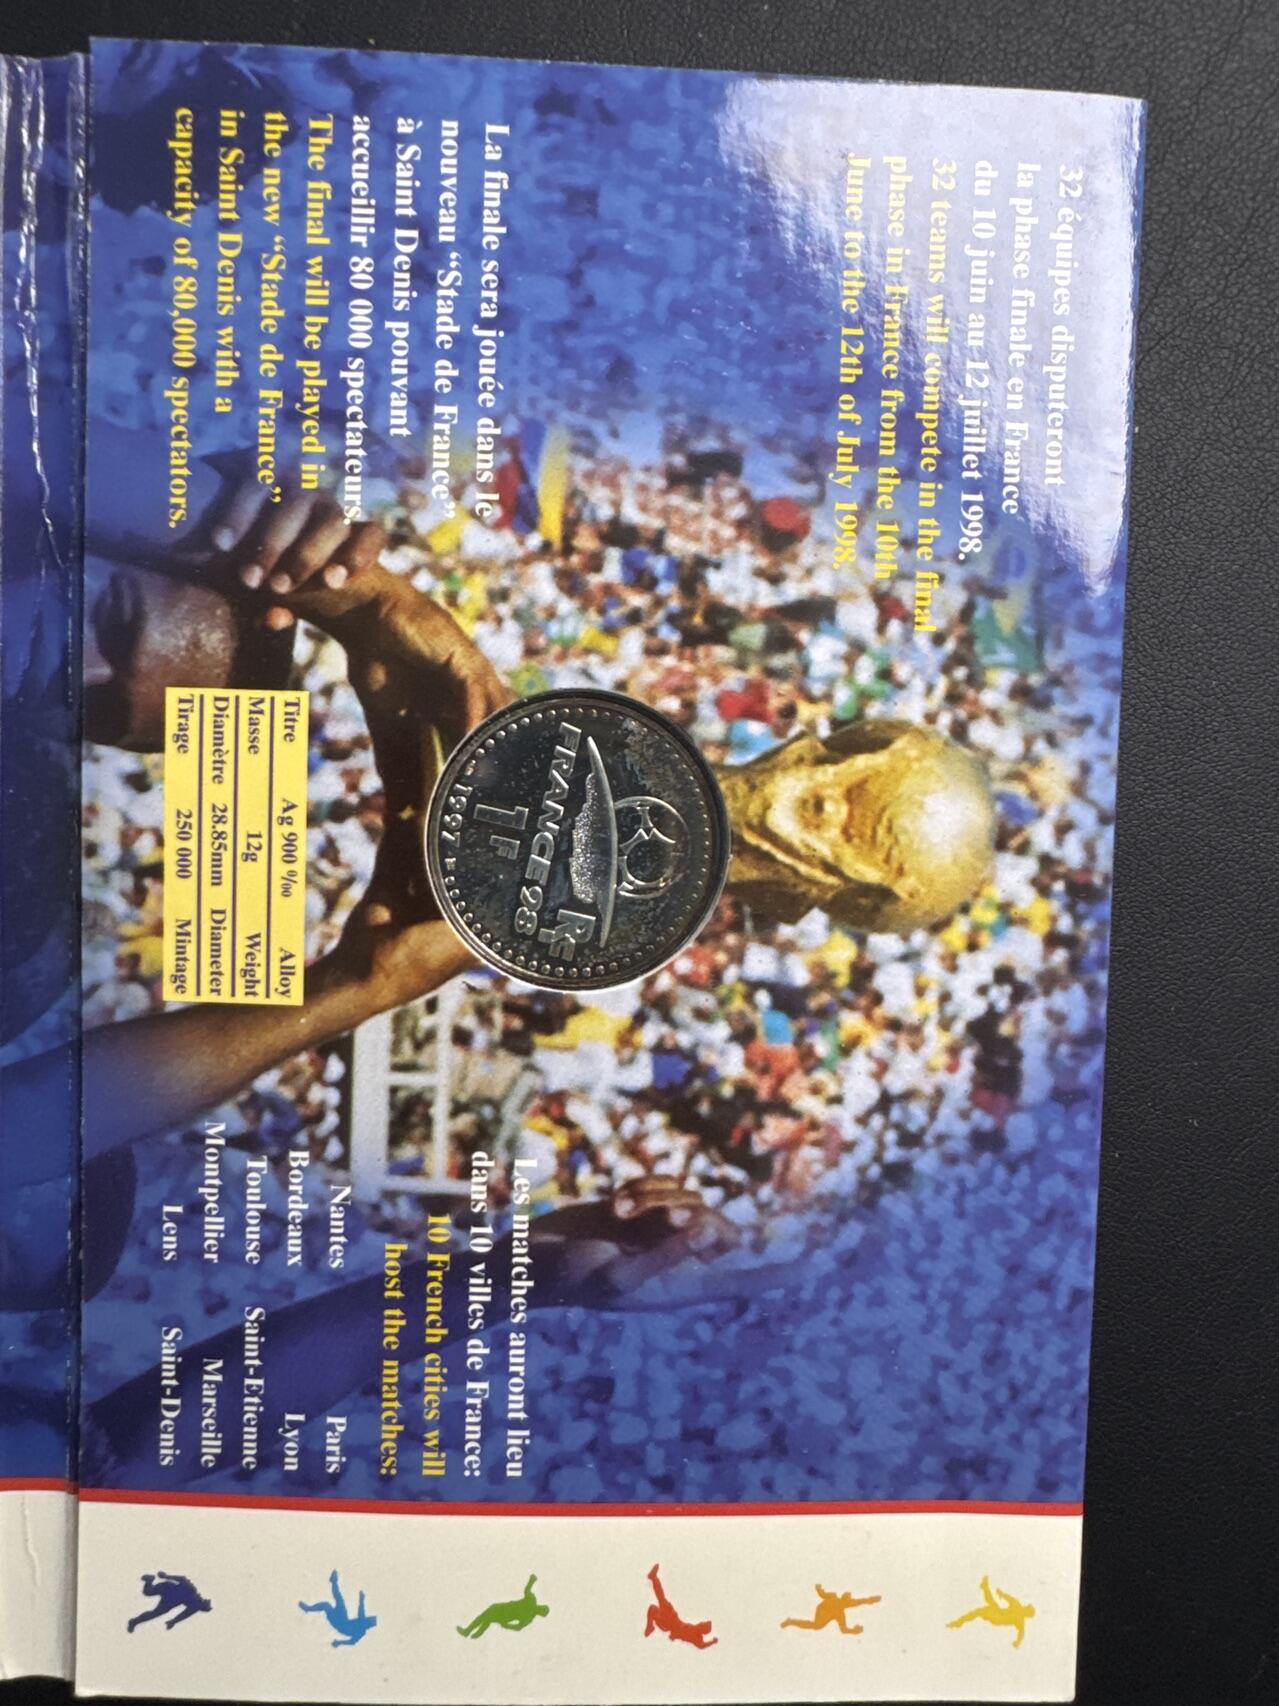 32 équipes disputeront
la phase finale en France
du 10 juin au 12 juillet 1998.
32 teams will compete in the final
phase in France from the 10th
June to the 12th of July 1998.
La finale sera jouée dans le
nouveau “Stade de France”
à Saint Denis pouvant
accueillir 80 000 spectateurs.
The final will be played in
the new “Stade de France”
in Saint Denis with a
capacity of 80,000 spectators.
RF
FRANCE 98
1F
1997
Titre Ag 900 ‰ Alloy
Masse 12g Weight
Diamètre 28.85mm Diameter
Tirage 250 000 Mintage
Les matches auront lieu
dans 10 villes de France:
10 French cities will
host the matches:
Nantes Paris
Bordeaux Lyon
Toulouse Saint-Etienne
Montpellier Marseille
Lens Saint-Denis